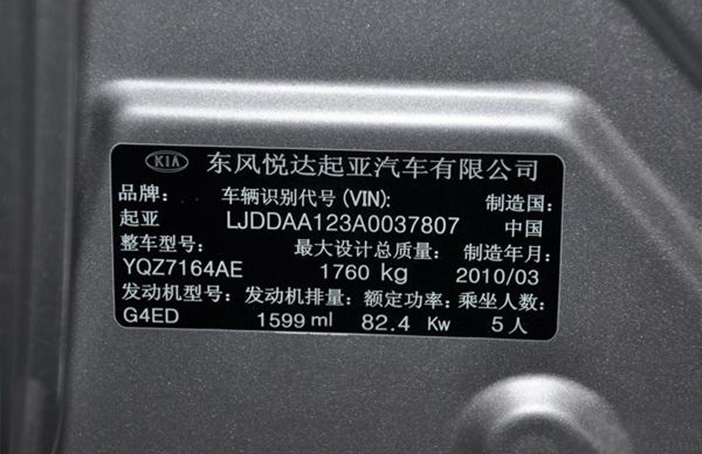 KIA 东风悦达起亚汽车有限公司
品牌: 车辆识别代号(VIN): 制造国:
起亚 LJDDAA123A0037807 中国
整车型号: 最大设计总质量: 制造年月:
YQZ7164AE 1760 kg 2010/03
发动机型号: 发动机排量: 额定功率: 乘坐人数:
G4ED 1599 ml 82.4 Kw 5人